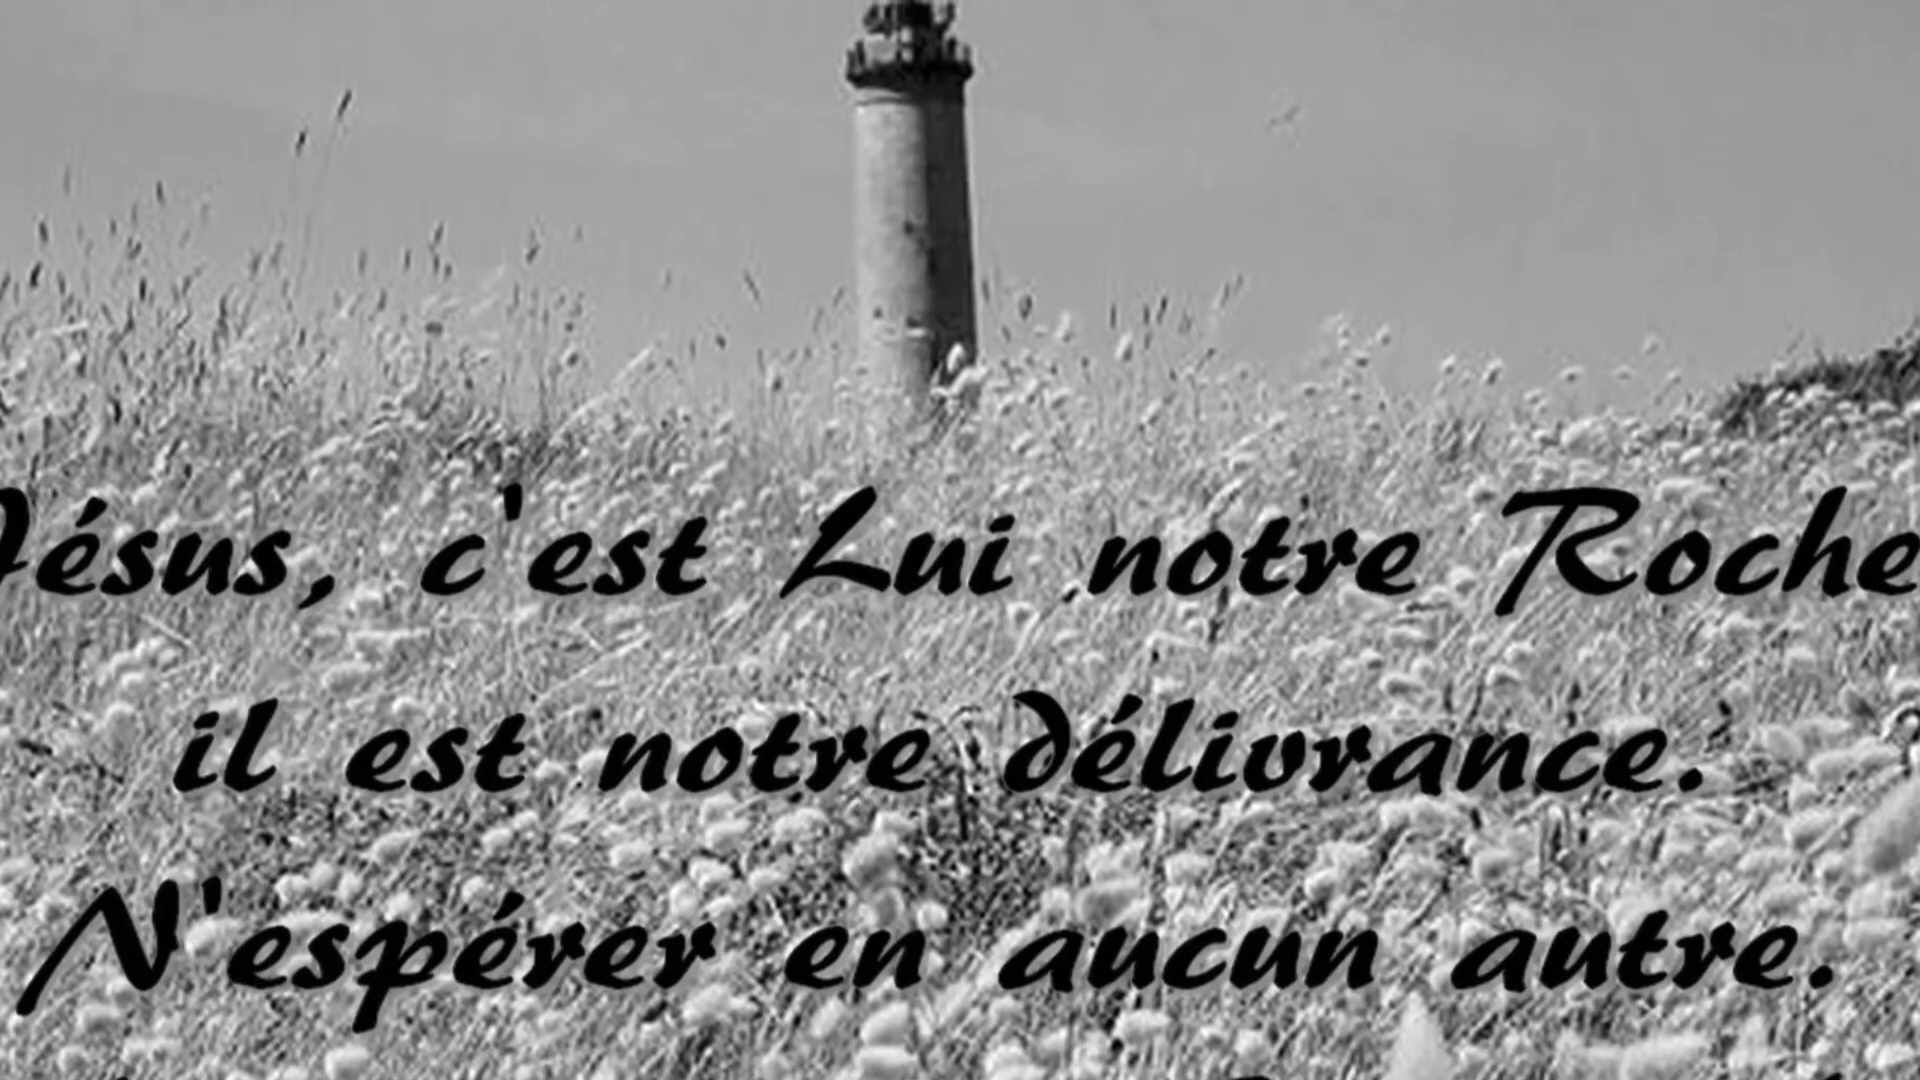 Jésus, c'est Lui notre Roche
il est notre délivrance.
N'espérer en aucun autre.